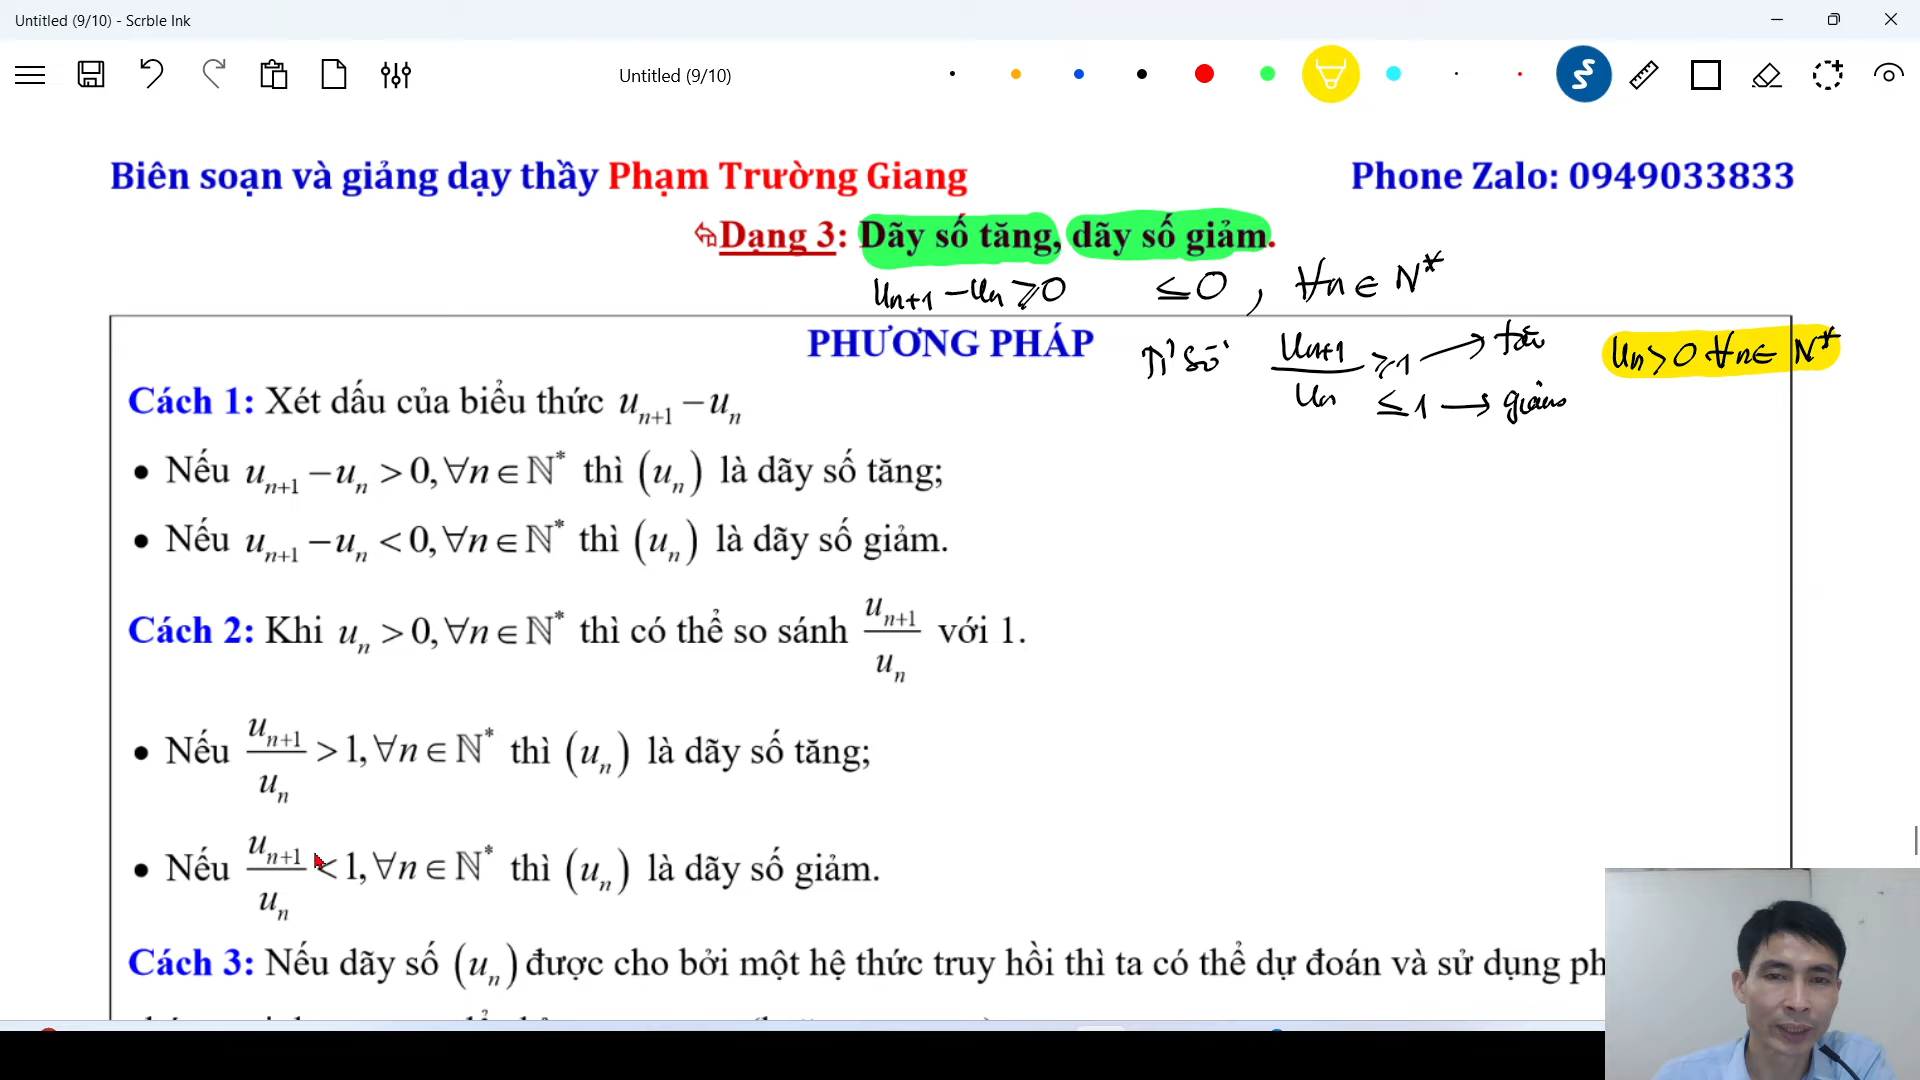 Untitled (9/10) - Scrble Ink
Untitled (9/10)
Biên soạn và giảng dạy thầy Phạm Trường Giang
Phone Zalo: 0949033833
Dạng 3: Dãy số tăng, dãy số giảm.
uₙ₊₁ − uₙ ⩾ 0 ≤ 0 , ∀n ∈ N*
PHƯƠNG PHÁP
Tỉ số uₙ₊₁/uₙ ⩾ 1 → tăng
≤ 1 → giảm
uₙ > 0 ∀n ∈ N*
Cách 1: Xét dấu của biểu thức uₙ₊₁ − uₙ
• Nếu uₙ₊₁ − uₙ > 0, ∀n ∈ ℕ* thì (uₙ) là dãy số tăng;
• Nếu uₙ₊₁ − uₙ < 0, ∀n ∈ ℕ* thì (uₙ) là dãy số giảm.
Cách 2: Khi uₙ > 0, ∀n ∈ ℕ* thì có thể so sánh uₙ₊₁/uₙ với 1.
• Nếu uₙ₊₁/uₙ > 1, ∀n ∈ ℕ* thì (uₙ) là dãy số tăng;
• Nếu uₙ₊₁/uₙ < 1, ∀n ∈ ℕ* thì (uₙ) là dãy số giảm.
Cách 3: Nếu dãy số (uₙ) được cho bởi một hệ thức truy hồi thì ta có thể dự đoán và sử dụng ph